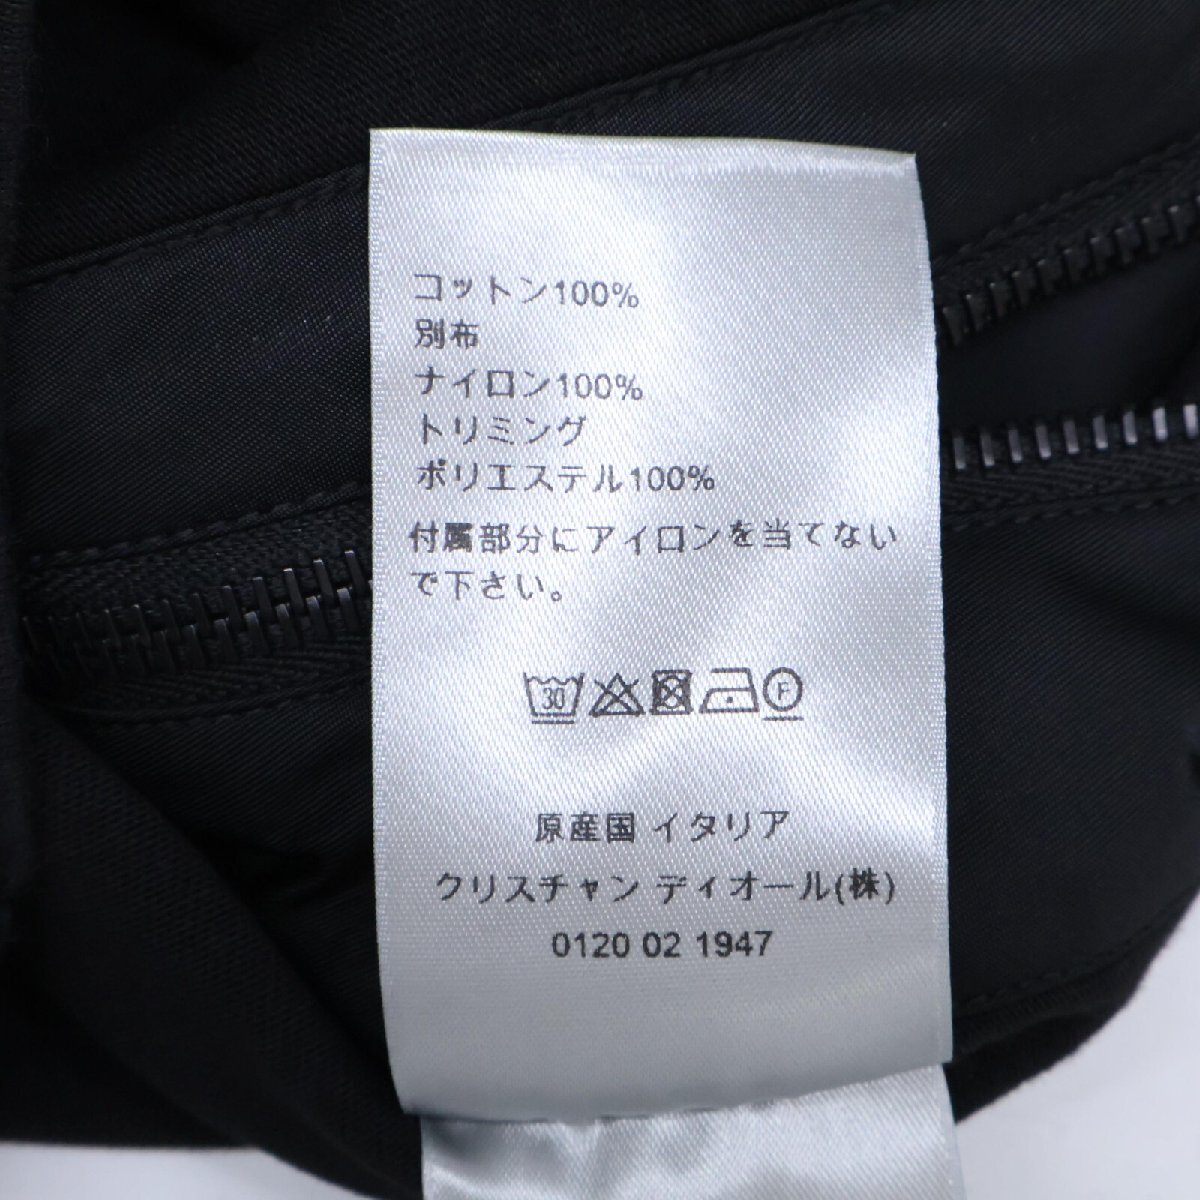 コットン100%
別布
ナイロン100%
トリミング
ポリエステル100%
付属部分にアイロンを当てない
で下さい。
30 F
原産国 イタリア
クリスチャン ディオール(株)
0120 02 1947